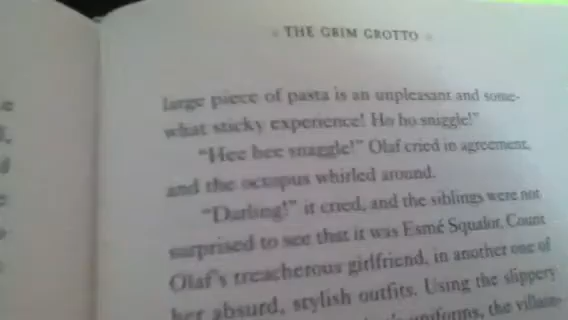 THE GRIM GROTTO
large piece of pasta is an unpleasant and some-
what sticky experience! Ho ho sniggle!"
"Hee hee snaggle!" Olaf cried in agreement,
and the octopus whirled around.
"Darling!" it cried, and the siblings were not
surprised to see that it was Esmé Squalor, Count
Olaf's treacherous girlfriend, in another one of
her absurd, stylish outfits. Using the slippery
uniforms, the villain-